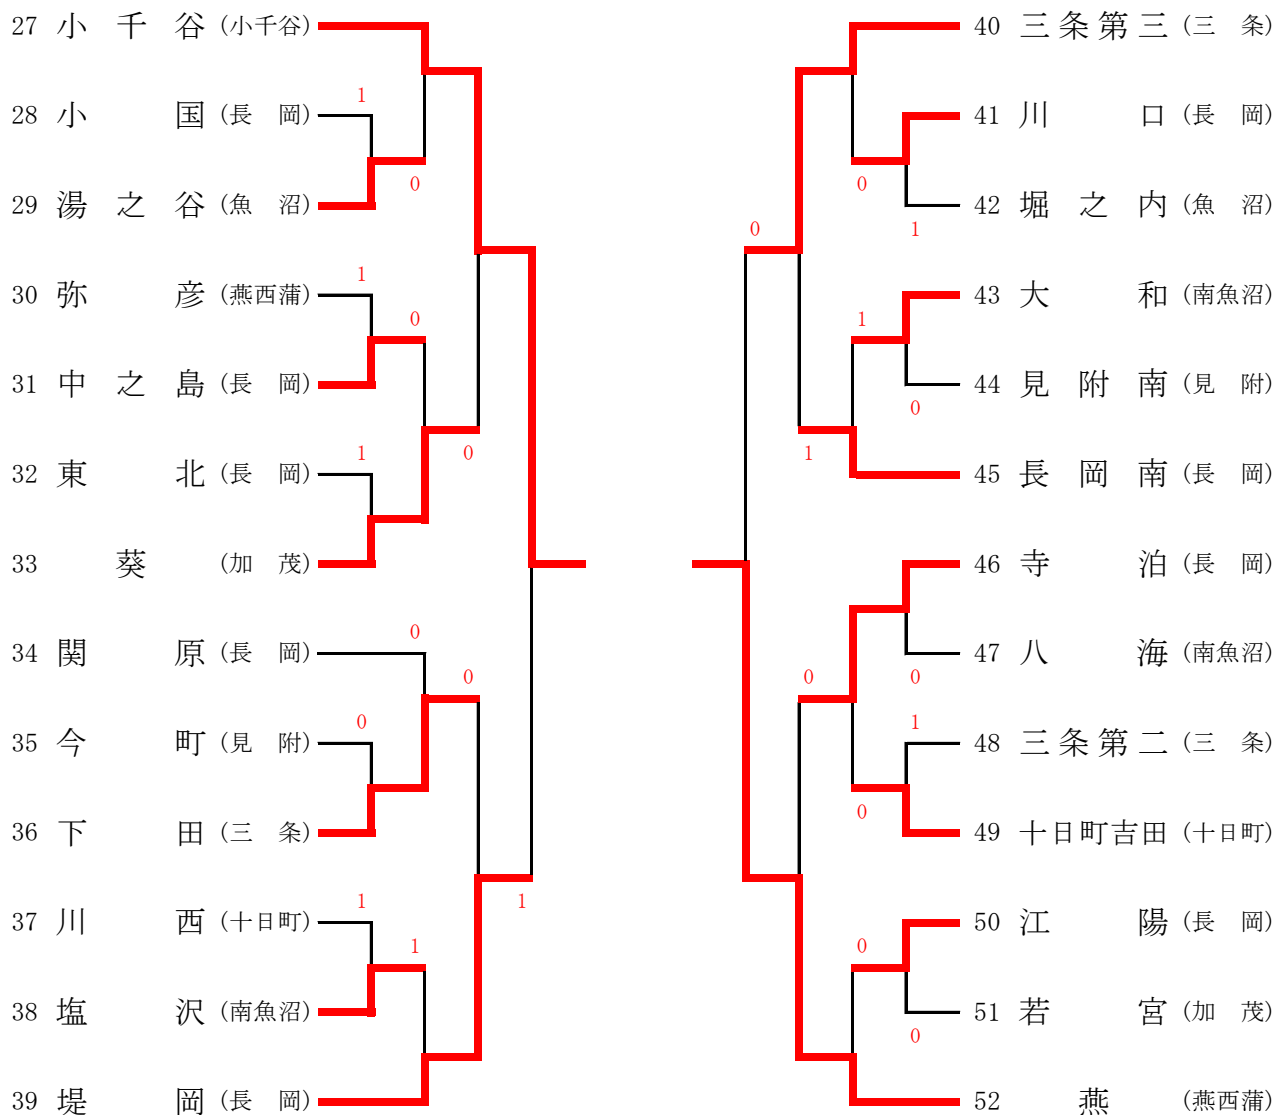 27 小千谷 (小千谷)
28 小国 (長岡)
1
29 湯之谷 (魚沼)
0
30 弥彦 (燕西蒲)
1
0
31 中之島 (長岡)
32 東北 (長岡)
1
0
33 葵 (加茂)
34 関原 (長岡)
0
0
35 今町 (見附)
0
36 下田 (三条)
37 川西 (十日町)
1
1
1
38 塩沢 (南魚沼)
39 堤岡 (長岡)
40 三条第三 (三条)
41 川口 (長岡)
0
42 堀之内 (魚沼)
1
0
43 大和 (南魚沼)
1
44 見附南 (見附)
0
45 長岡南 (長岡)
1
46 寺泊 (長岡)
47 八海 (南魚沼)
0
0
48 三条第二 (三条)
1
49 十日町吉田 (十日町)
0
50 江陽 (長岡)
0
51 若宮 (加茂)
0
52 燕 (燕西蒲)